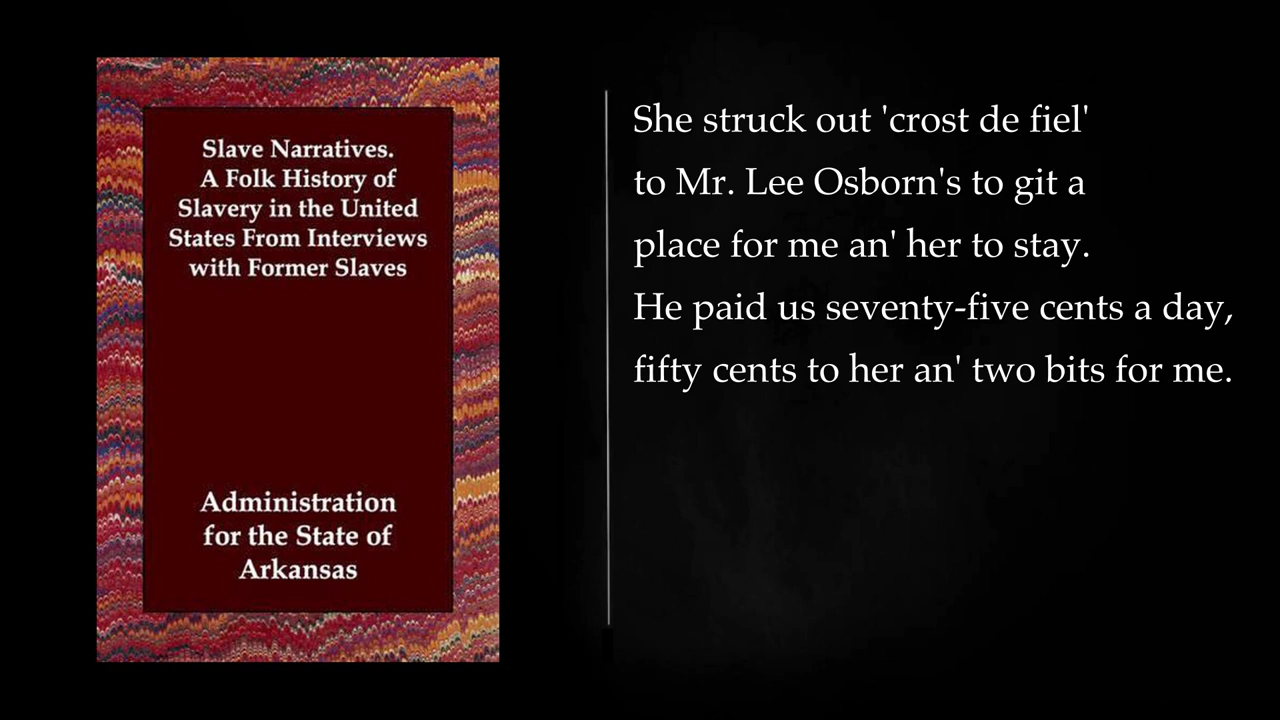 Slave Narratives.
A Folk History of
Slavery in the United
States From Interviews
with Former Slaves
Administration
for the State of
Arkansas
She struck out 'crost de fiel'
to Mr. Lee Osborn's to git a
place for me an' her to stay.
He paid us seventy-five cents a day,
fifty cents to her an' two bits for me.